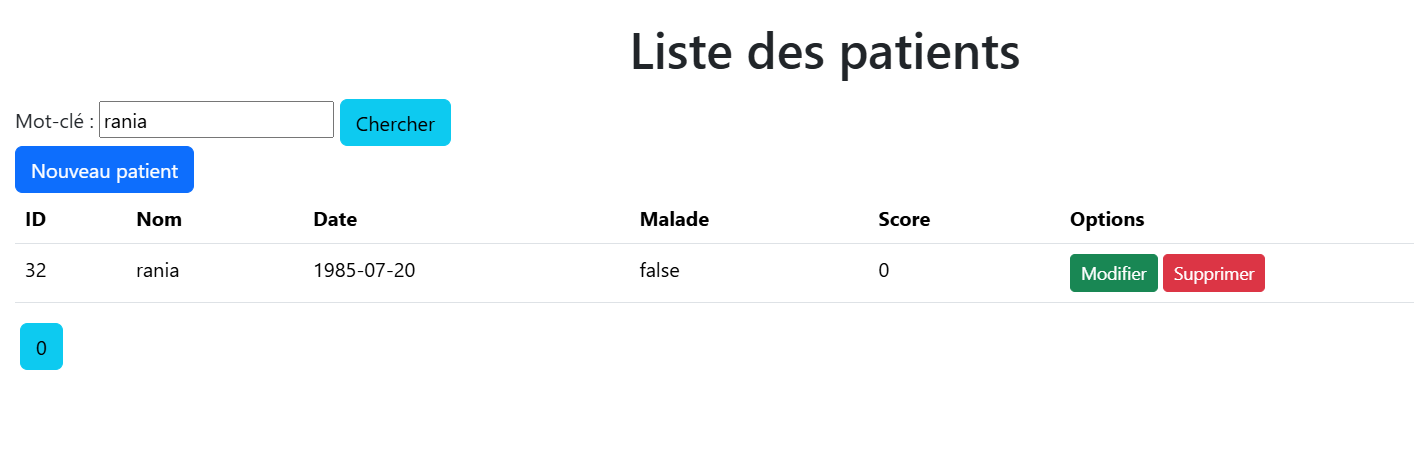 Liste des patients
Mot-clé : rania Chercher
Nouveau patient
ID Nom Date Malade Score Options
32 rania 1985-07-20 false 0 Modifier Supprimer
0